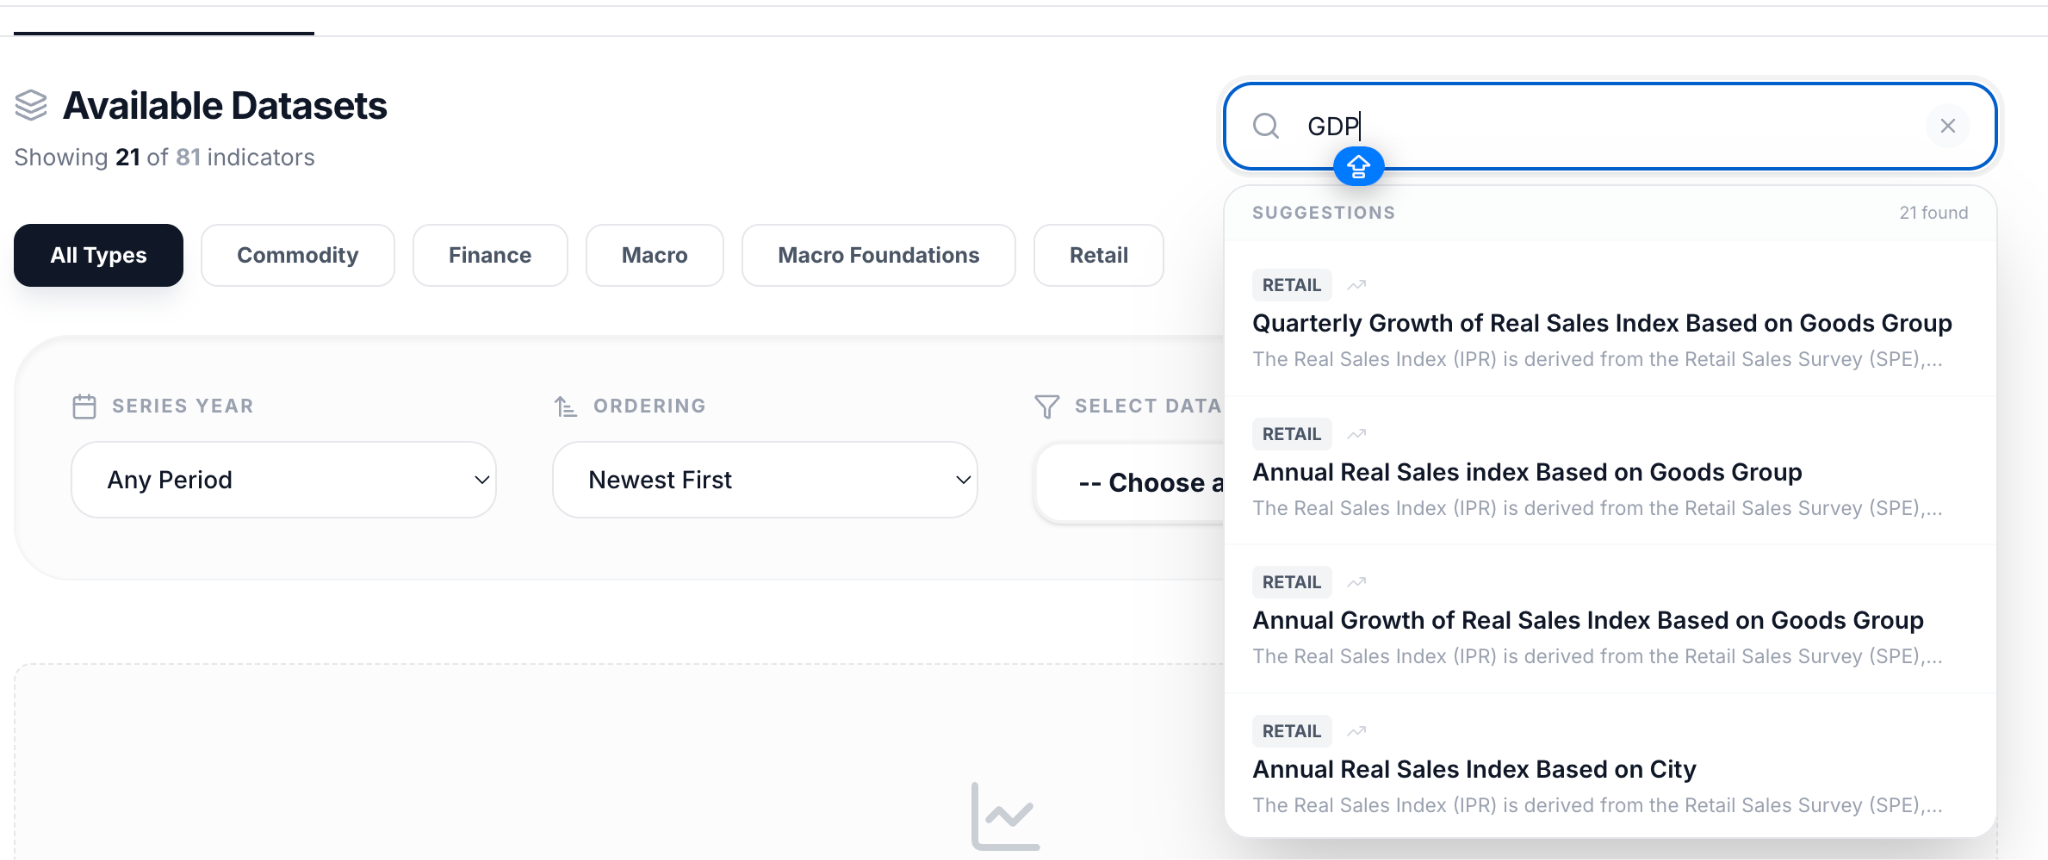 Available Datasets
Showing 21 of 81 indicators
GDP
All Types
Commodity
Finance
Macro
Macro Foundations
Retail
SERIES YEAR
Any Period
ORDERING
Newest First
SELECT DATA
-- Choose a
SUGGESTIONS
21 found
RETAIL
Quarterly Growth of Real Sales Index Based on Goods Group
The Real Sales Index (IPR) is derived from the Retail Sales Survey (SPE),...
RETAIL
Annual Real Sales index Based on Goods Group
The Real Sales Index (IPR) is derived from the Retail Sales Survey (SPE),...
RETAIL
Annual Growth of Real Sales Index Based on Goods Group
The Real Sales Index (IPR) is derived from the Retail Sales Survey (SPE),...
RETAIL
Annual Real Sales Index Based on City
The Real Sales Index (IPR) is derived from the Retail Sales Survey (SPE),...